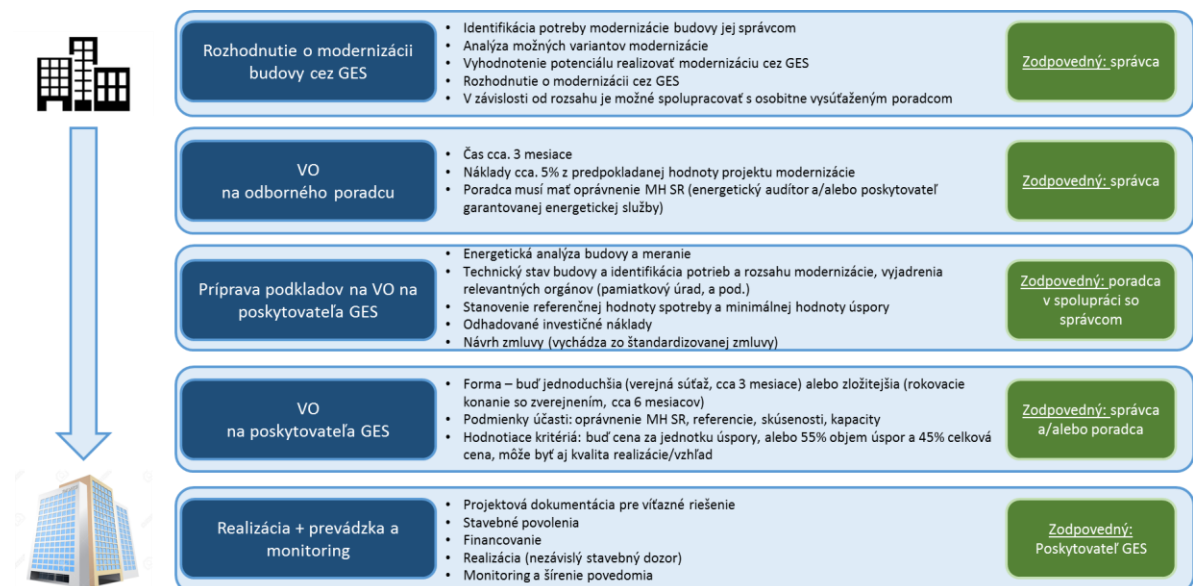 Rozhodnutie o modernizácii
budovy cez GES
• Identifikácia potreby modernizácie budovy jej správcom
• Analýza možných variantov modernizácie
• Vyhodnotenie potenciálu realizovať modernizáciu cez GES
• Rozhodnutie o modernizácii cez GES
• V závislosti od rozsahu je možné spolupracovať s osobitne vysúťaženým poradcom
Zodpovedný: správca
VO
na odborného poradcu
• Čas cca. 3 mesiace
• Náklady cca. 5% z predpokladanej hodnoty projektu modernizácie
• Poradca musí mať oprávnenie MH SR (energetický audítor a/alebo poskytovateľ
garantovanej energetickej služby)
Zodpovedný: správca
Príprava podkladov na VO na
poskytovateľa GES
• Energetická analýza budovy a meranie
• Technický stav budovy a identifikácia potrieb a rozsahu modernizácie, vyjadrenia
relevantných orgánov (pamiatkový úrad, a pod.)
• Stanovenie referenčnej hodnoty spotreby a minimálnej hodnoty úspory
• Odhadované investičné náklady
• Návrh zmluvy (vychádza zo štandardizovanej zmluvy)
Zodpovedný: poradca
v spolupráci so
správcom
VO
na poskytovateľa GES
• Forma – buď jednoduchšia (verejná súťaž, cca 3 mesiace) alebo zložitejšia (rokovacie
konanie so zverejnením, cca 6 mesiacov)
• Podmienky účasti: oprávnenie MH SR, referencie, skúsenosti, kapacity
• Hodnotiace kritériá: buď cena za jednotku úspory, alebo 55% objem úspor a 45% celková
cena, môže byť aj kvalita realizácie/vzhľad
Zodpovedný: správca
a/alebo poradca
Realizácia + prevádzka a
monitoring
• Projektová dokumentácia pre víťazné riešenie
• Stavebné povolenia
• Financovanie
• Realizácia (nezávislý stavebný dozor)
• Monitoring a šírenie povedomia
Zodpovedný:
Poskytovateľ GES